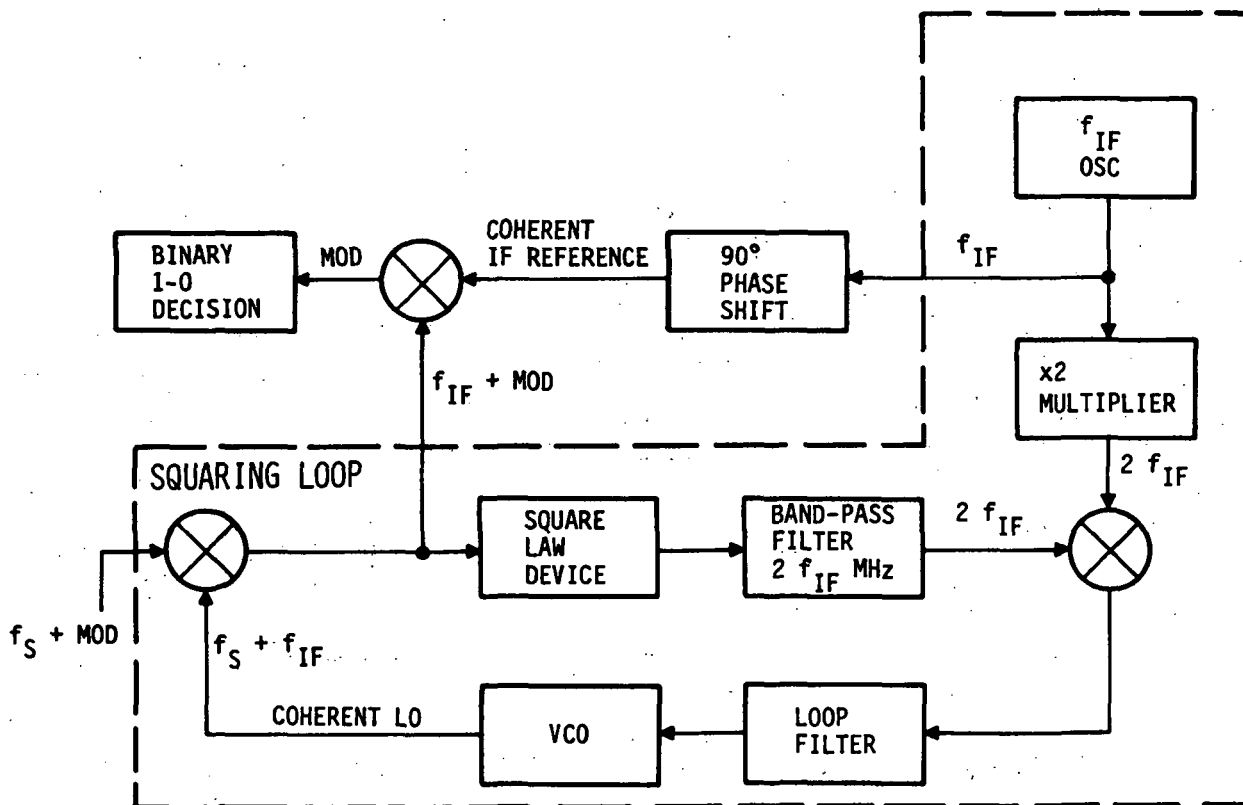 f_IF
OSC
COHERENT
IF REFERENCE
f_IF
BINARY
1-0
DECISION
MOD
90°
PHASE
SHIFT
f_IF + MOD
x2
MULTIPLIER
2 f_IF
SQUARING LOOP
SQUARE
LAW
DEVICE
BAND-PASS
FILTER
2 f_IF MHz
2 f_IF
f_S + MOD
f_S + f_IF
COHERENT LO
VCO
LOOP
FILTER